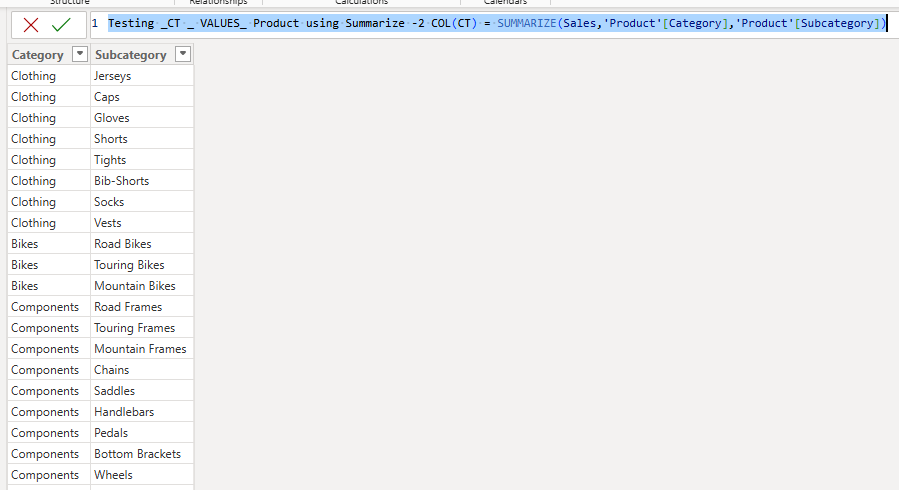 Structure Relationships Calculations Calendars
1 Testing _CT _ VALUES_ Product using Summarize -2 COL(CT) = SUMMARIZE(Sales,'Product'[Category],'Product'[Subcategory])
Category Subcategory
Clothing Jerseys
Clothing Caps
Clothing Gloves
Clothing Shorts
Clothing Tights
Clothing Bib-Shorts
Clothing Socks
Clothing Vests
Bikes Road Bikes
Bikes Touring Bikes
Bikes Mountain Bikes
Components Road Frames
Components Touring Frames
Components Mountain Frames
Components Chains
Components Saddles
Components Handlebars
Components Pedals
Components Bottom Brackets
Components Wheels